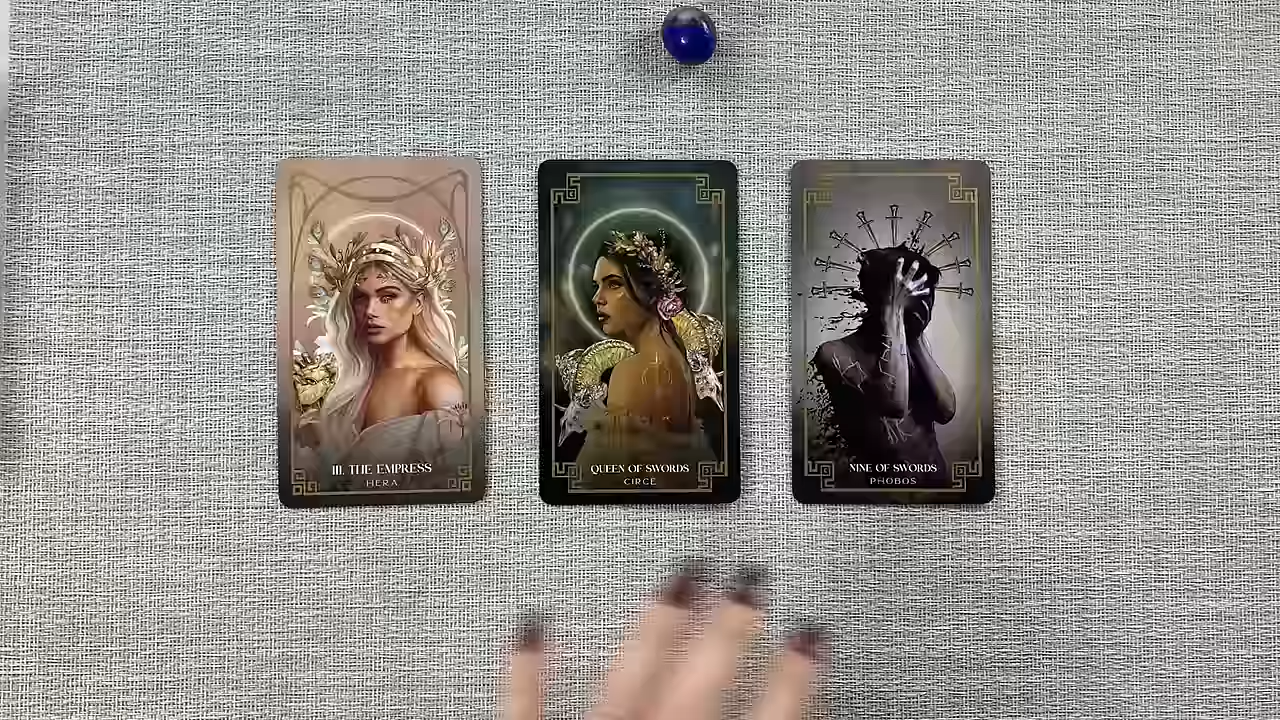 III. THE EMPRESS
HERA
QUEEN OF SWORDS
CIRCE
NINE OF SWORDS
PHOBOS